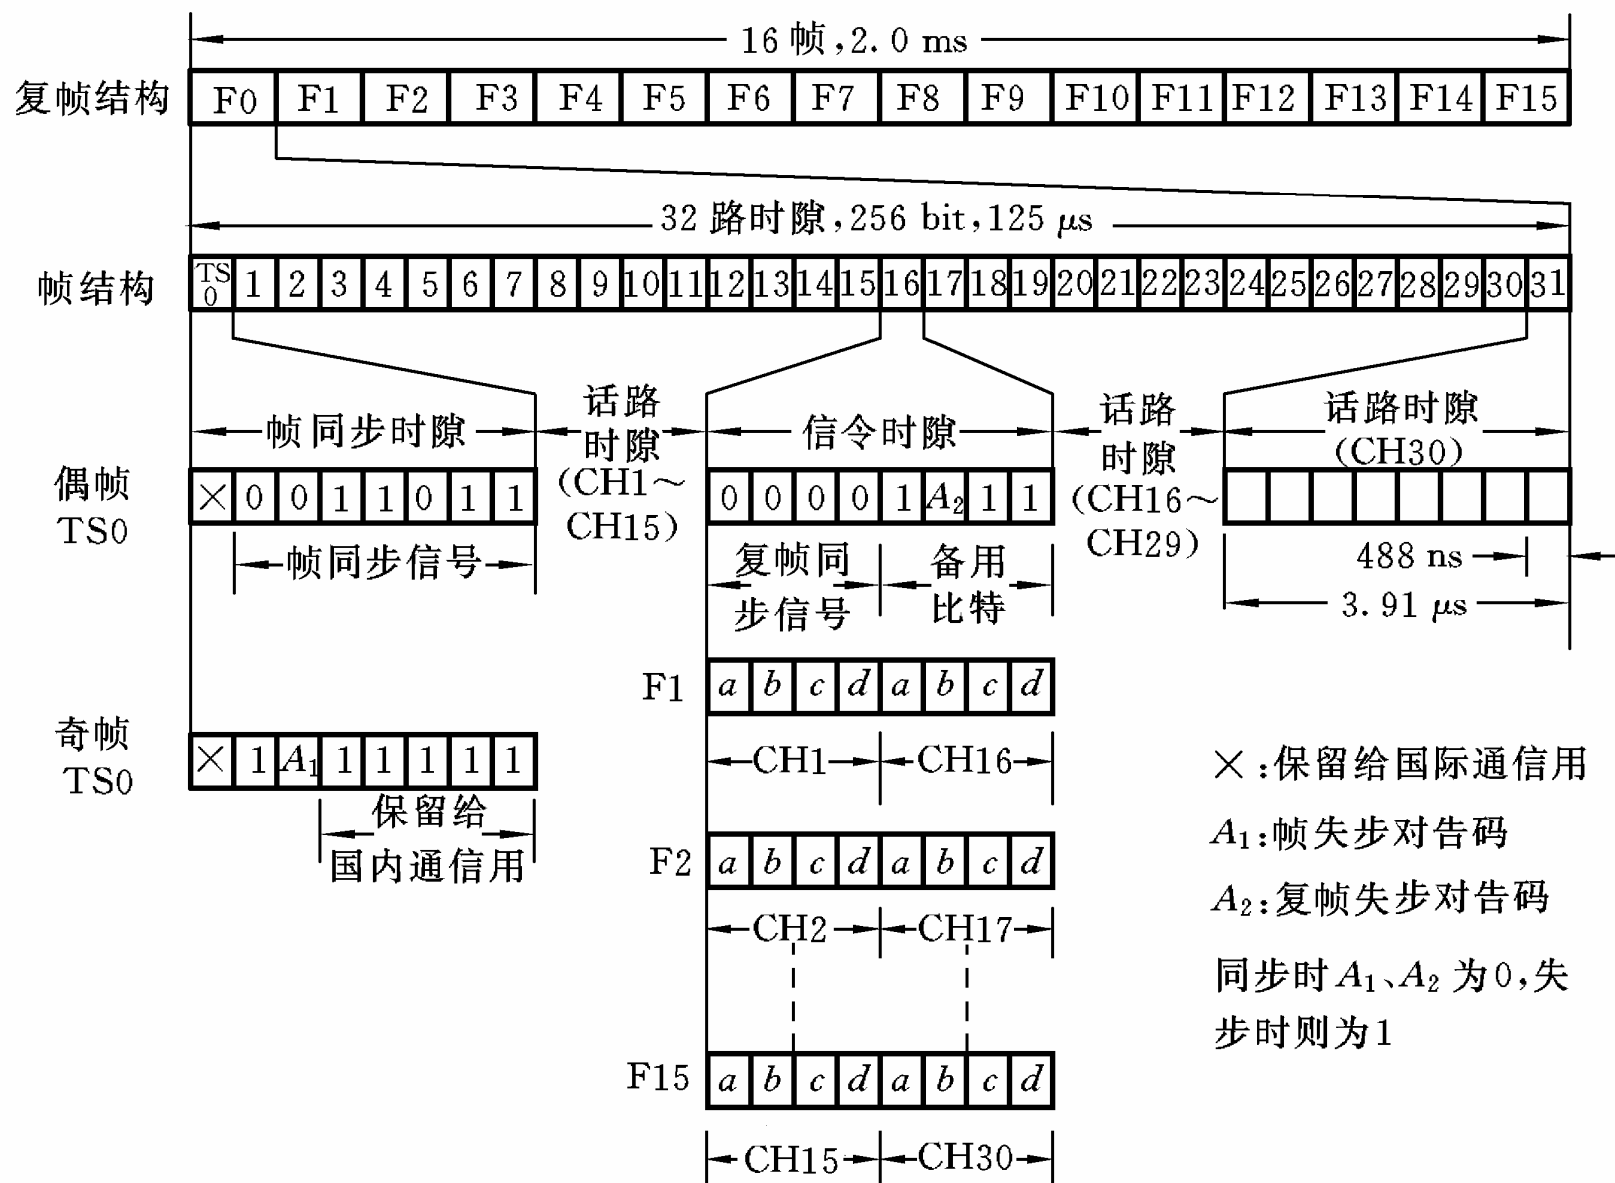 16 帧,2.0 ms
复帧结构 F0 F1 F2 F3 F4 F5 F6 F7 F8 F9 F10 F11 F12 F13 F14 F15
32 路时隙,256 bit,125 μs
帧结构 TS0 1 2 3 4 5 6 7 8 9 10 11 12 13 14 15 16 17 18 19 20 21 22 23 24 25 26 27 28 29 30 31
帧同步时隙
话路
时隙
(CH1～
CH15)
信令时隙
话路
时隙
(CH16～
CH29)
话路时隙
(CH30)
偶帧
TS0
× 0 0 1 1 0 1 1
0 0 0 0 1 A2 1 1
帧同步信号
复帧同
步信号
备用
比特
488 ns
3.91 μs
F1 a b c d a b c d
CH1 CH16
奇帧
TS0
× 1 A1 1 1 1 1 1
保留给
国内通信用
F2 a b c d a b c d
CH2 CH17
F15 a b c d a b c d
CH15 CH30
×:保留给国际通信用
A1:帧失步对告码
A2:复帧失步对告码
同步时A1、A2 为0,失
步时则为1